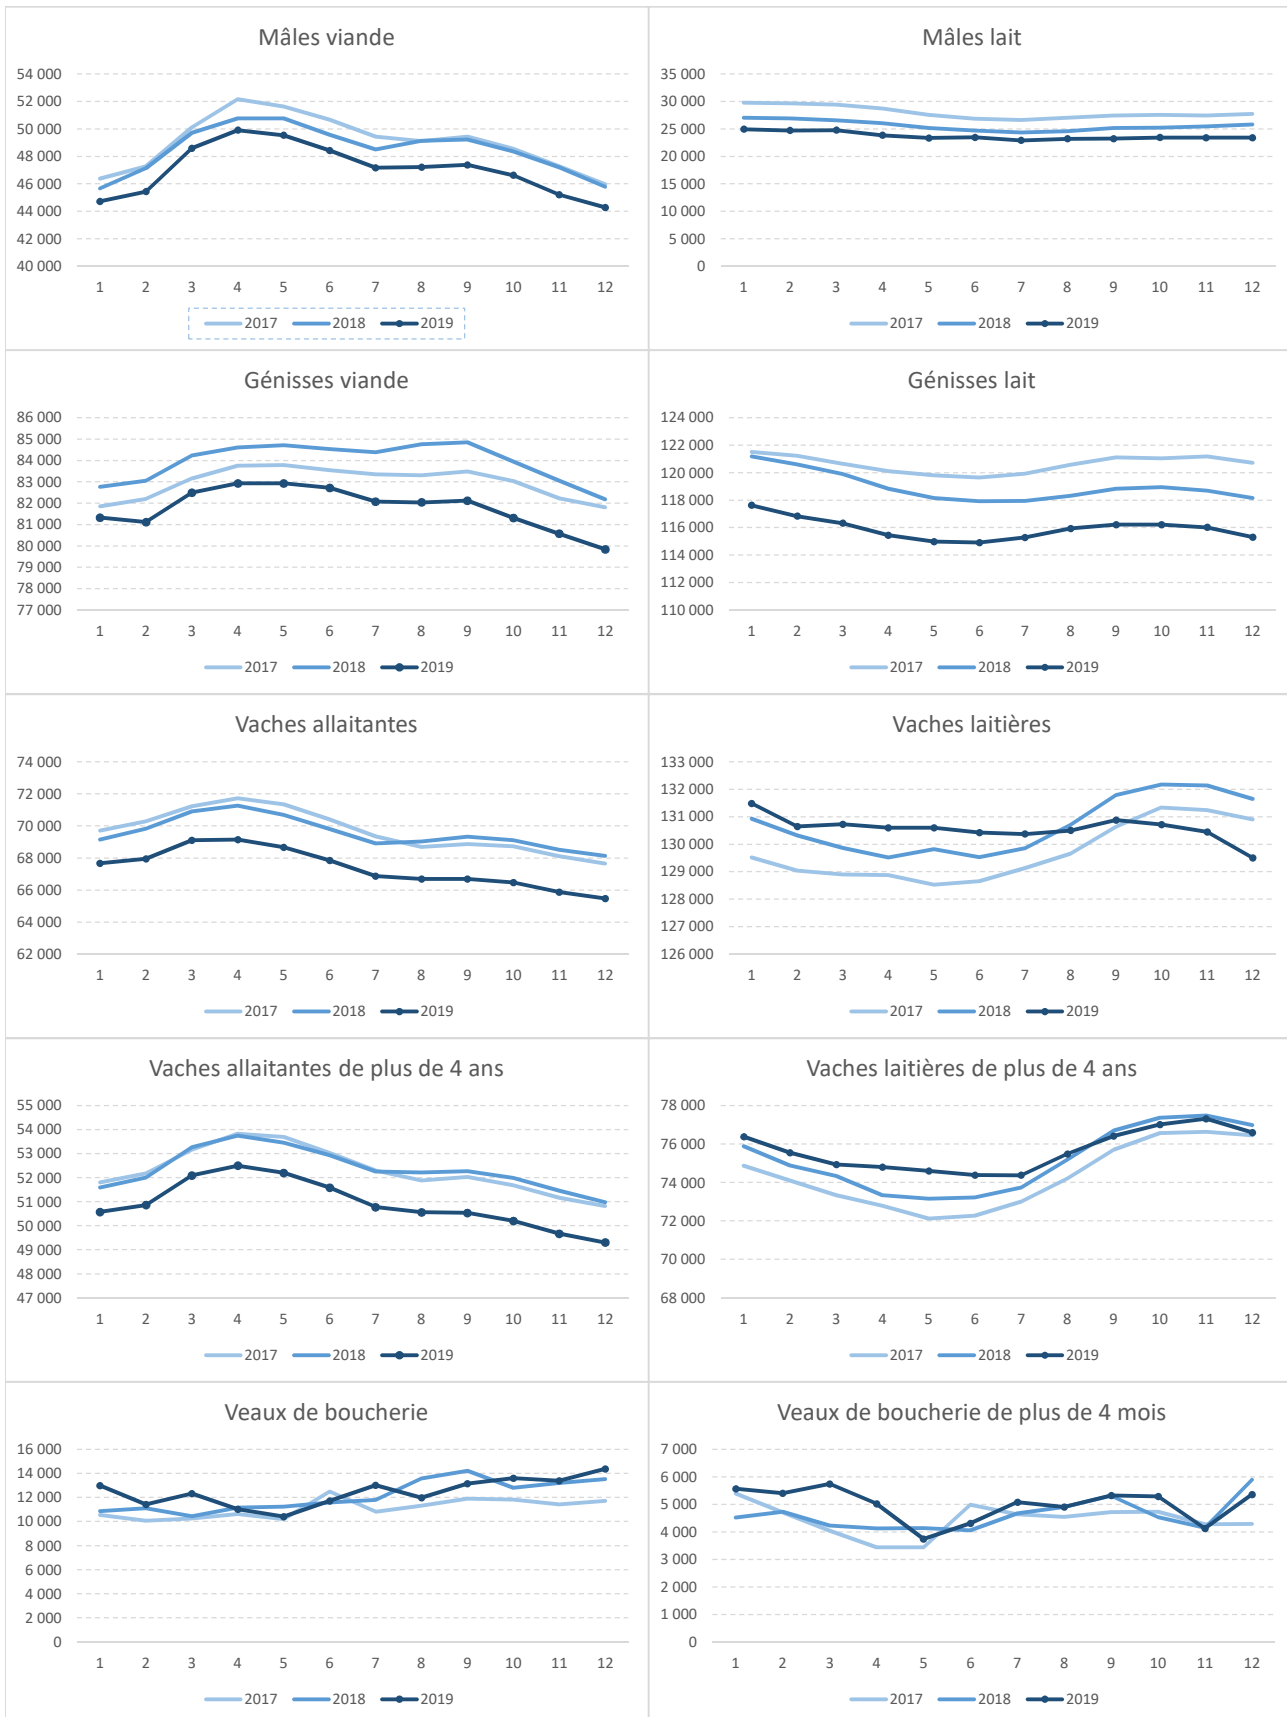 Mâles viande
54 000
52 000
50 000
48 000
46 000
44 000
42 000
40 000
1 2 3 4 5 6 7 8 9 10 11 12
2017 2018 2019
Mâles lait
35 000
30 000
25 000
20 000
15 000
10 000
5 000
0
1 2 3 4 5 6 7 8 9 10 11 12
2017 2018 2019
Génisses viande
86 000
85 000
84 000
83 000
82 000
81 000
80 000
79 000
78 000
77 000
1 2 3 4 5 6 7 8 9 10 11 12
2017 2018 2019
Génisses lait
124 000
122 000
120 000
118 000
116 000
114 000
112 000
110 000
1 2 3 4 5 6 7 8 9 10 11 12
2017 2018 2019
Vaches allaitantes
74 000
72 000
70 000
68 000
66 000
64 000
62 000
1 2 3 4 5 6 7 8 9 10 11 12
2017 2018 2019
Vaches laitières
133 000
132 000
131 000
130 000
129 000
128 000
127 000
126 000
1 2 3 4 5 6 7 8 9 10 11 12
2017 2018 2019
Vaches allaitantes de plus de 4 ans
55 000
54 000
53 000
52 000
51 000
50 000
49 000
48 000
47 000
1 2 3 4 5 6 7 8 9 10 11 12
2017 2018 2019
Vaches laitières de plus de 4 ans
78 000
76 000
74 000
72 000
70 000
68 000
1 2 3 4 5 6 7 8 9 10 11 12
2017 2018 2019
Veaux de boucherie
16 000
14 000
12 000
10 000
8 000
6 000
4 000
2 000
0
1 2 3 4 5 6 7 8 9 10 11 12
2017 2018 2019
Veaux de boucherie de plus de 4 mois
7 000
6 000
5 000
4 000
3 000
2 000
1 000
0
1 2 3 4 5 6 7 8 9 10 11 12
2017 2018 2019